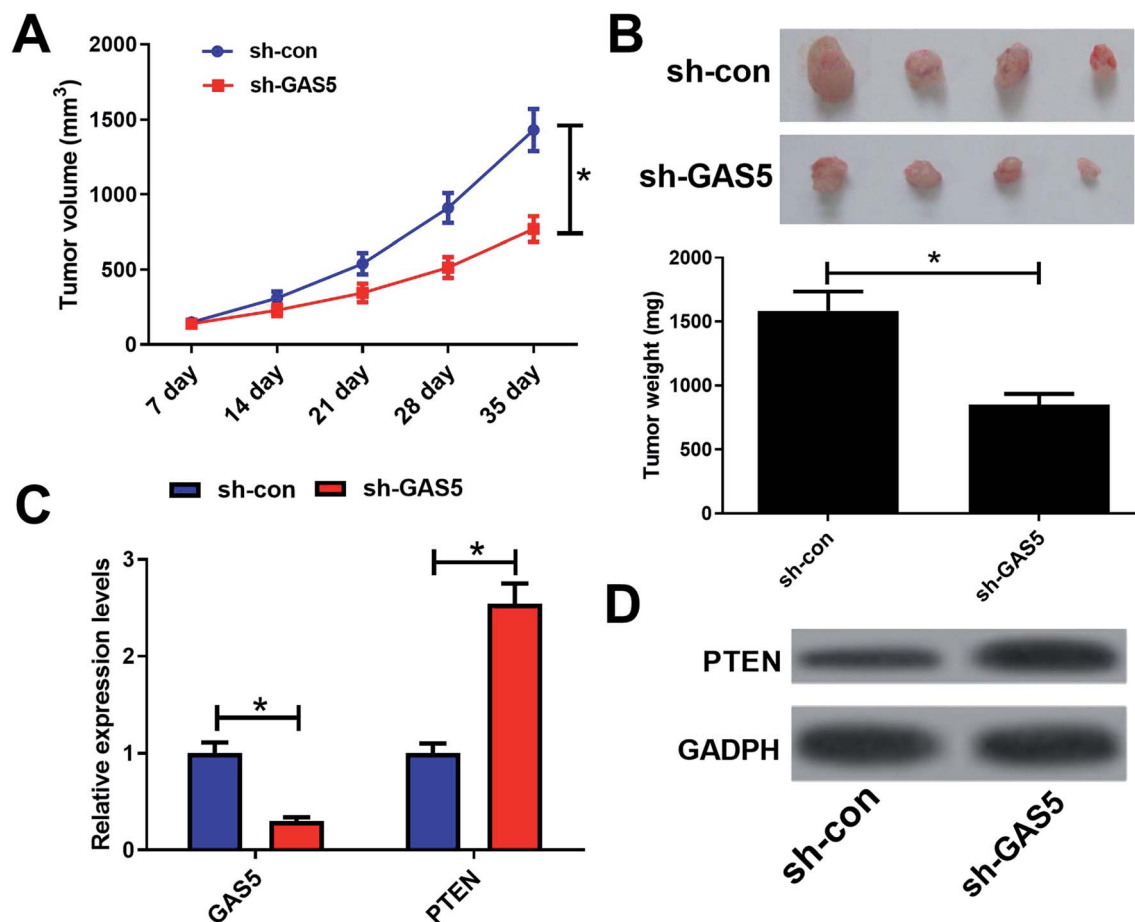 A
2000
1500
1000
500
0
Tumor volume (mm³)
sh-con
sh-GAS5
*
7 day
14 day
21 day
28 day
35 day
B
sh-con
sh-GAS5
2000
1500
1000
500
0
Tumor weight (mg)
*
sh-con
sh-GAS5
C
sh-con
sh-GAS5
3
2
1
0
Relative expression levels
*
*
GAS5
PTEN
D
PTEN
GADPH
sh-con
sh-GAS5